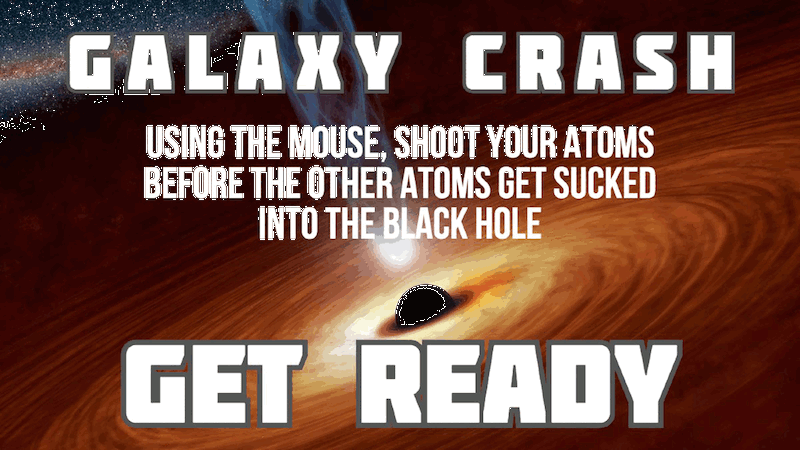 GALAXY CRASH
USING THE MOUSE, SHOOT YOUR ATOMS
BEFORE THE OTHER ATOMS GET SUCKED
INTO THE BLACK HOLE
GET READY